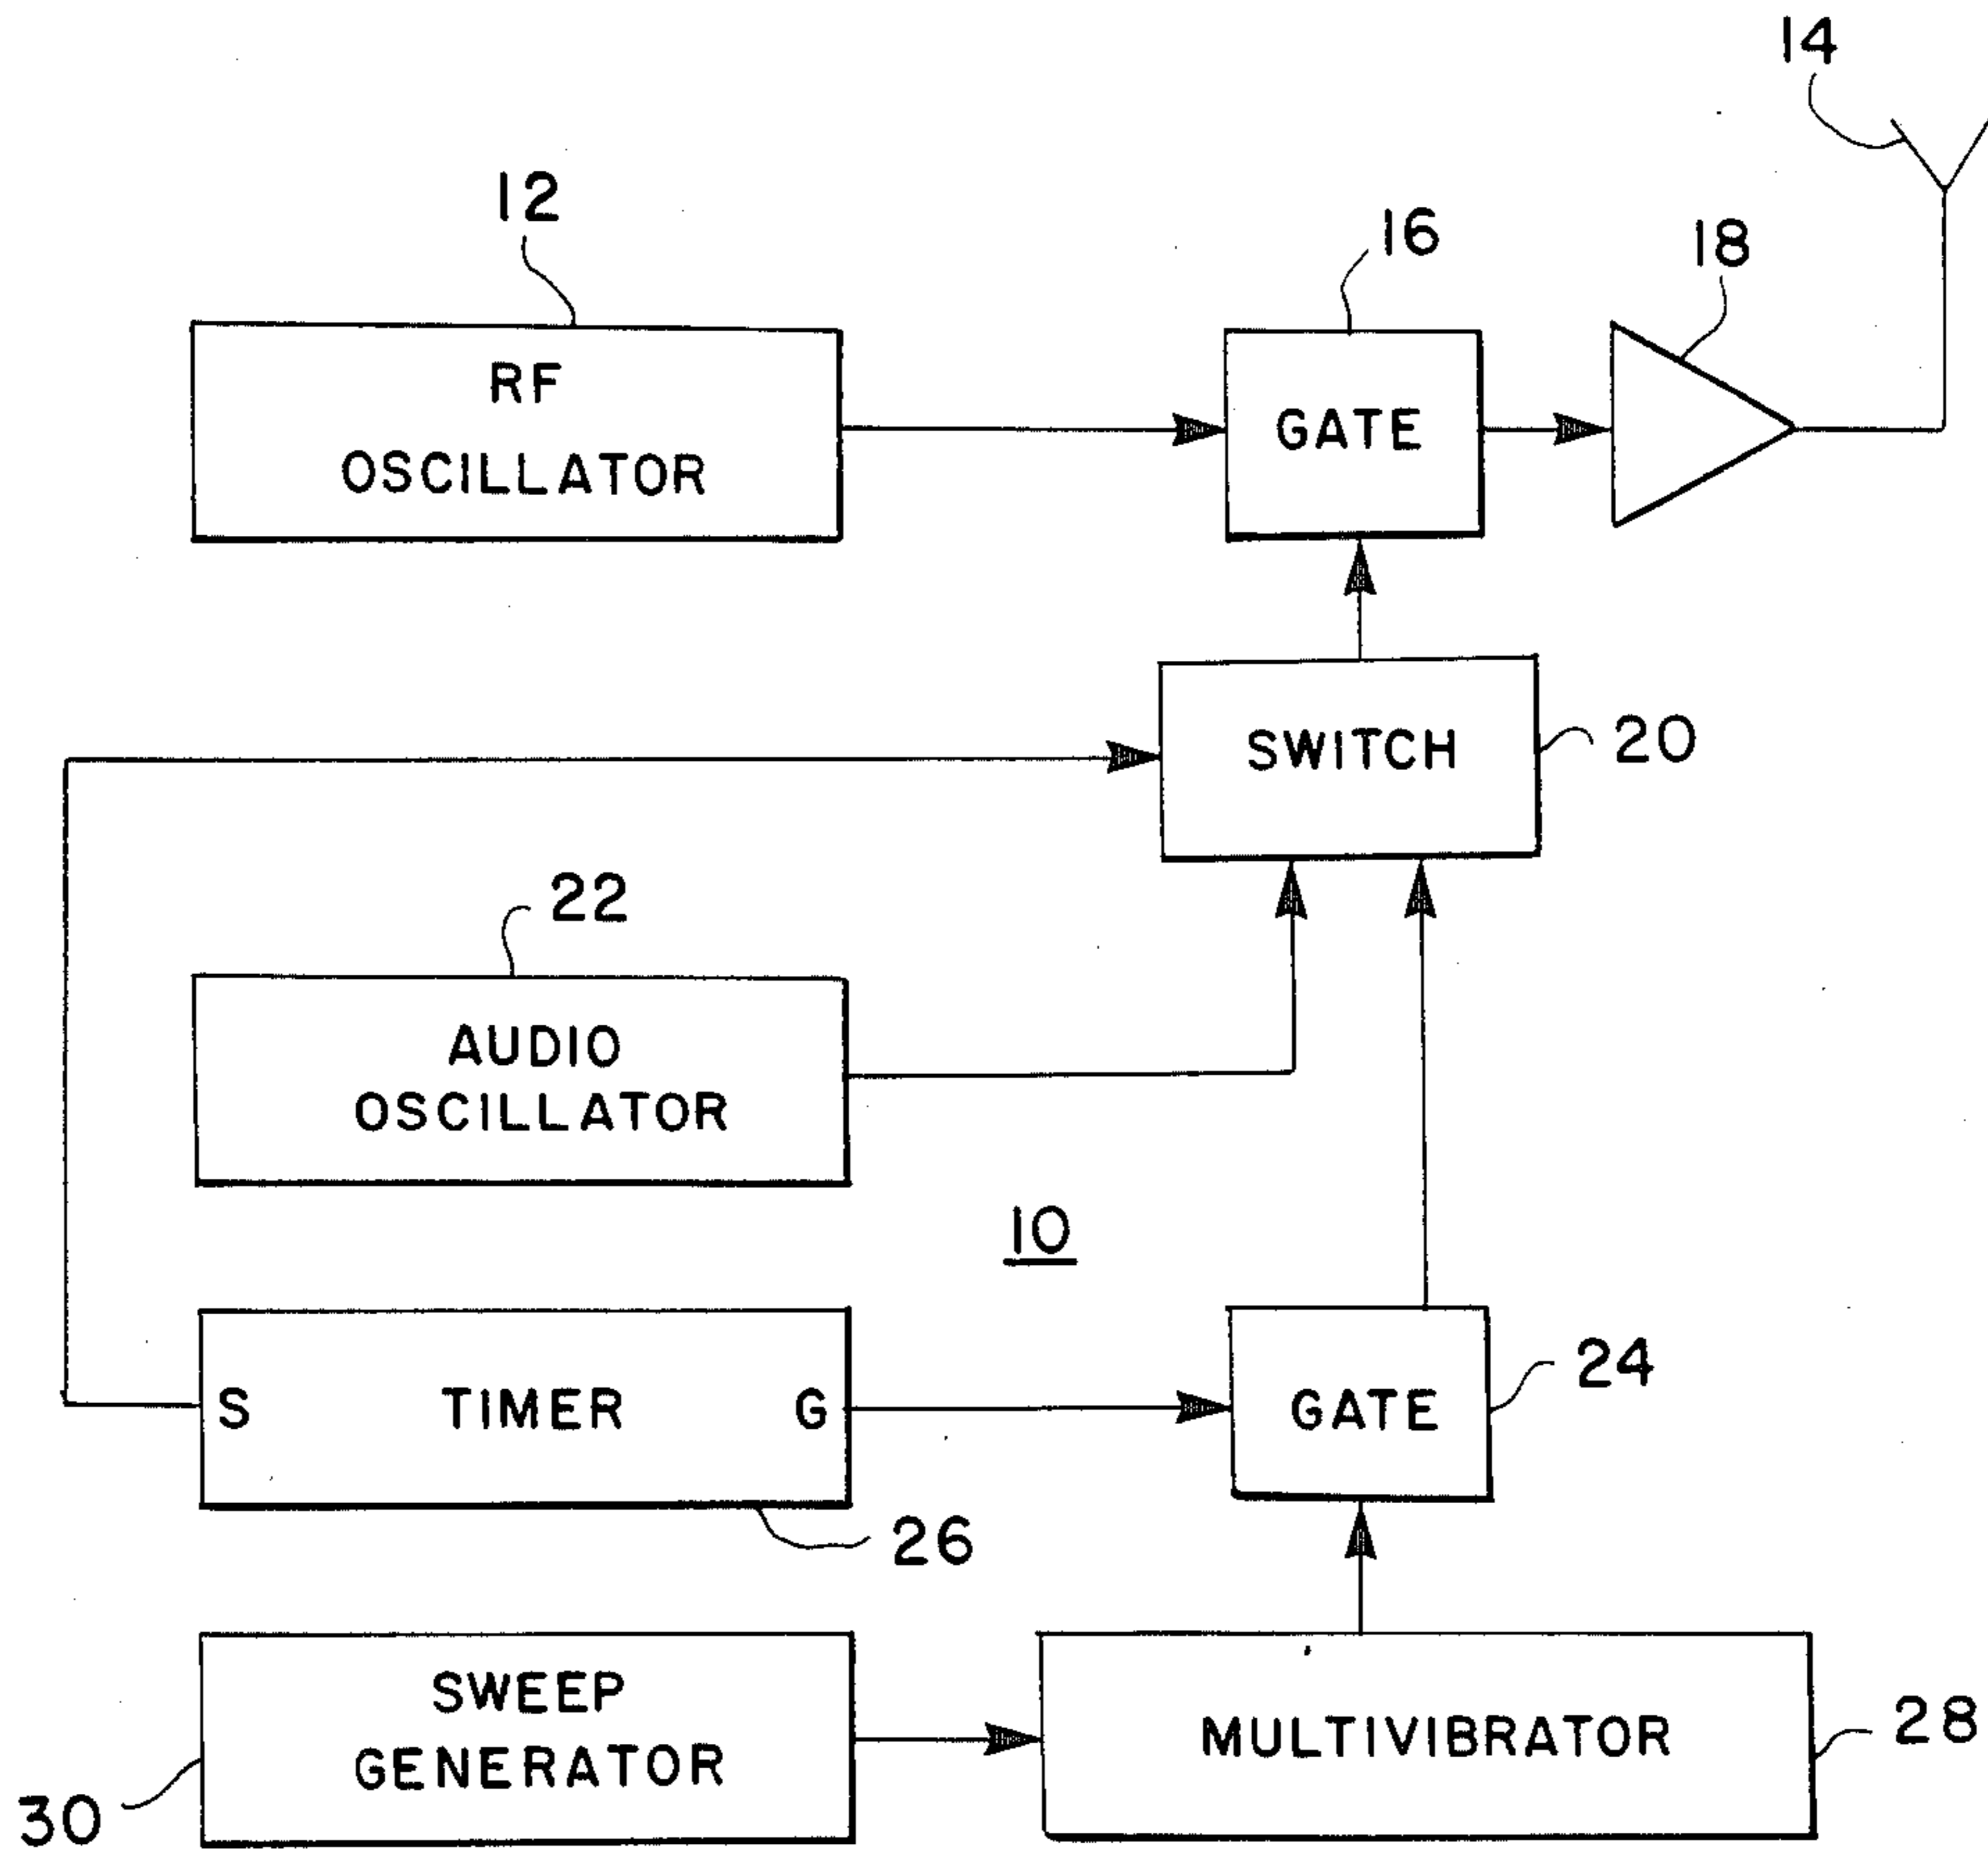 14
12
16
18
RF
OSCILLATOR
GATE
SWITCH
20
22
AUDIO
OSCILLATOR
10
S TIMER G
GATE
24
26
SWEEP
GENERATOR
MULTIVIBRATOR
28
30